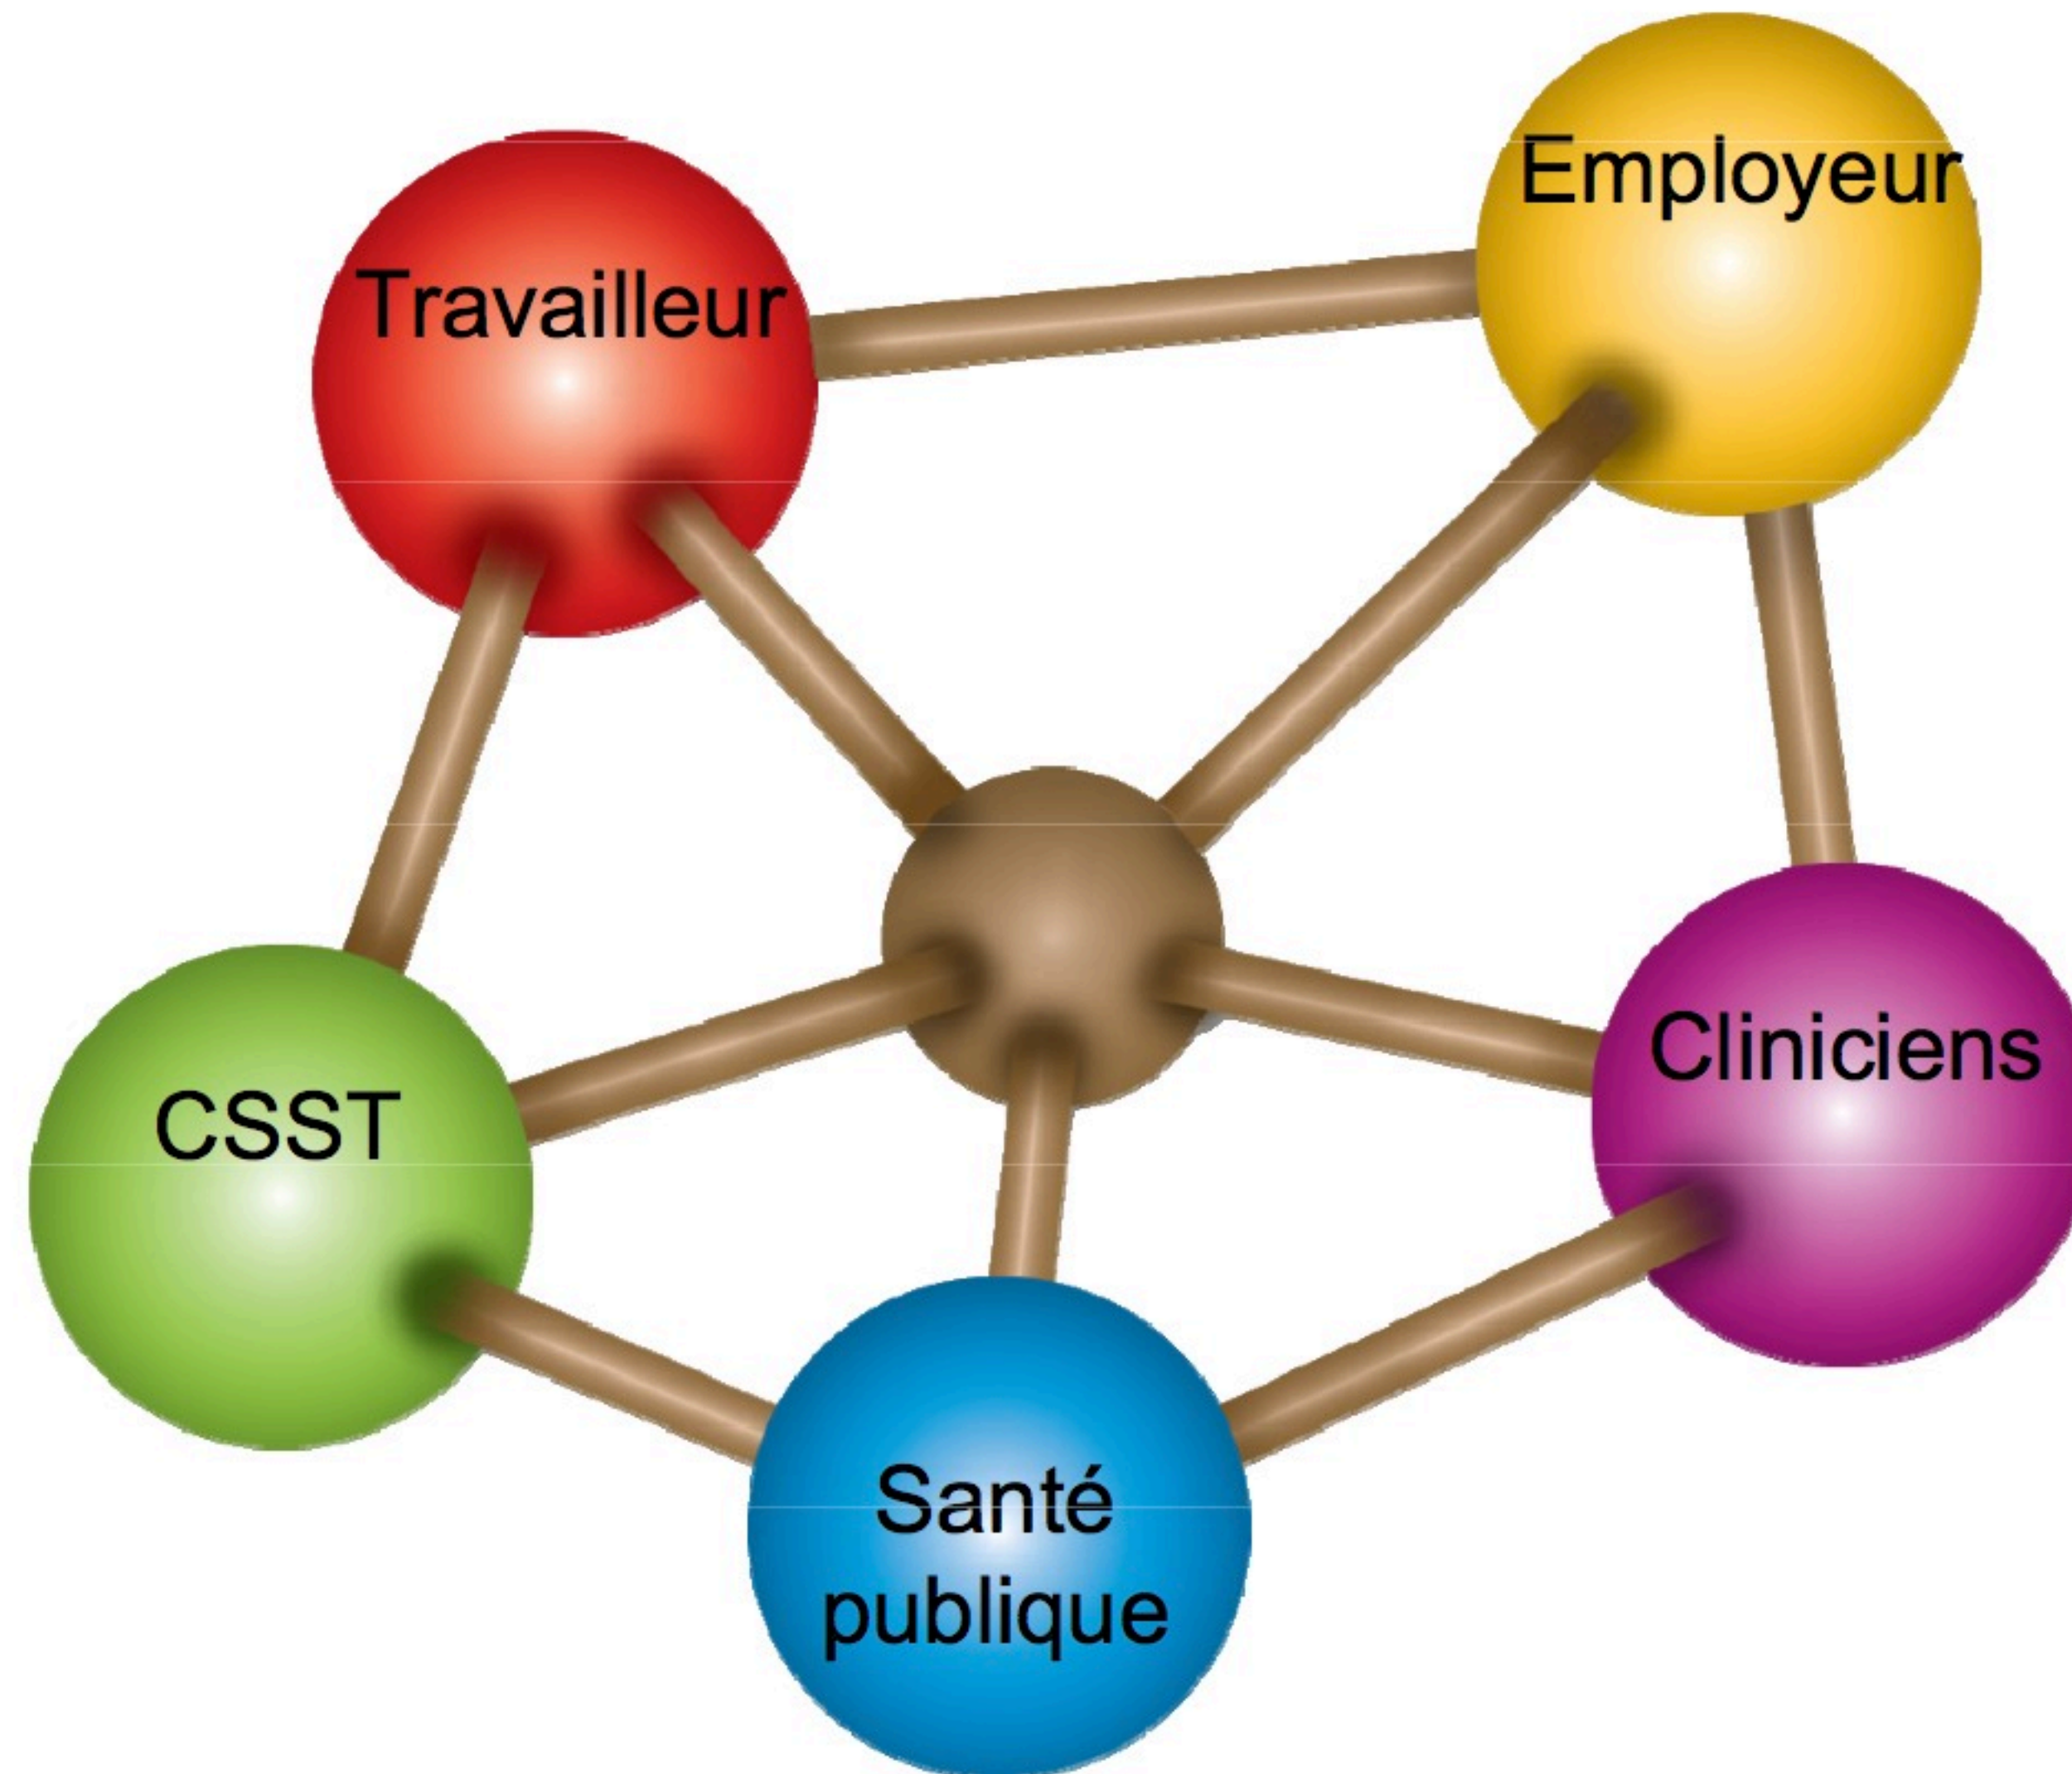 Employeur
Travailleur
Cliniciens
CSST
Santé
publique